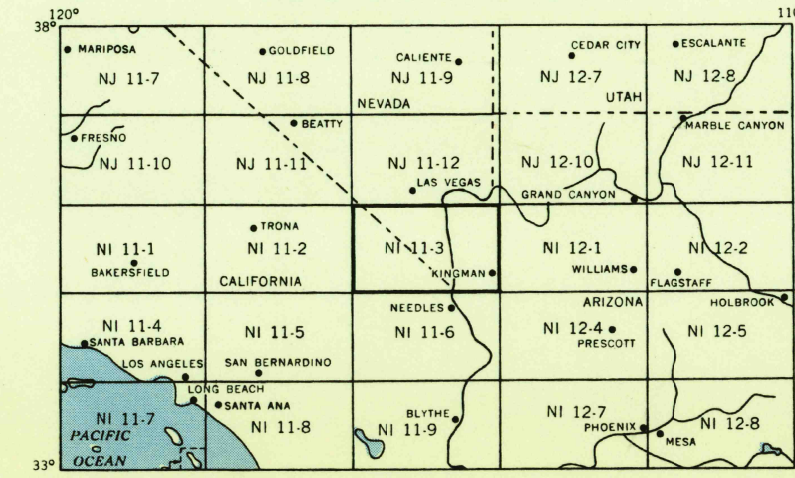 120° 110
38°
MARIPOSA GOLDFIELD CALIENTE CEDAR CITY ESCALANTE
NJ 11-7 NJ 11-8 NJ 11-9 NJ 12-7 NJ 12-8
NEVADA UTAH
FRESNO BEATTY MARBLE CANYON
NJ 11-10 NJ 11-11 NJ 11-12 NJ 12-10 NJ 12-11
LAS VEGAS GRAND CANYON
TRONA
NI 11-1 NI 11-2 NI 11-3 NI 12-1 NI 12-2
BAKERSFIELD KINGMAN WILLIAMS
CALIFORNIA FLAGSTAFF
NEEDLES ARIZONA HOLBROOK
NI 11-4 NI 11-5 NI 11-6 NI 12-4 NI 12-5
SANTA BARBARA PRESCOTT
LOS ANGELES SAN BERNARDINO
LONG BEACH
SANTA ANA
NI 11-7 NI 11-8 BLYTHE NI 11-9 NI 12-7 NI 12-8
PHOENIX MESA
PACIFIC
OCEAN
33°